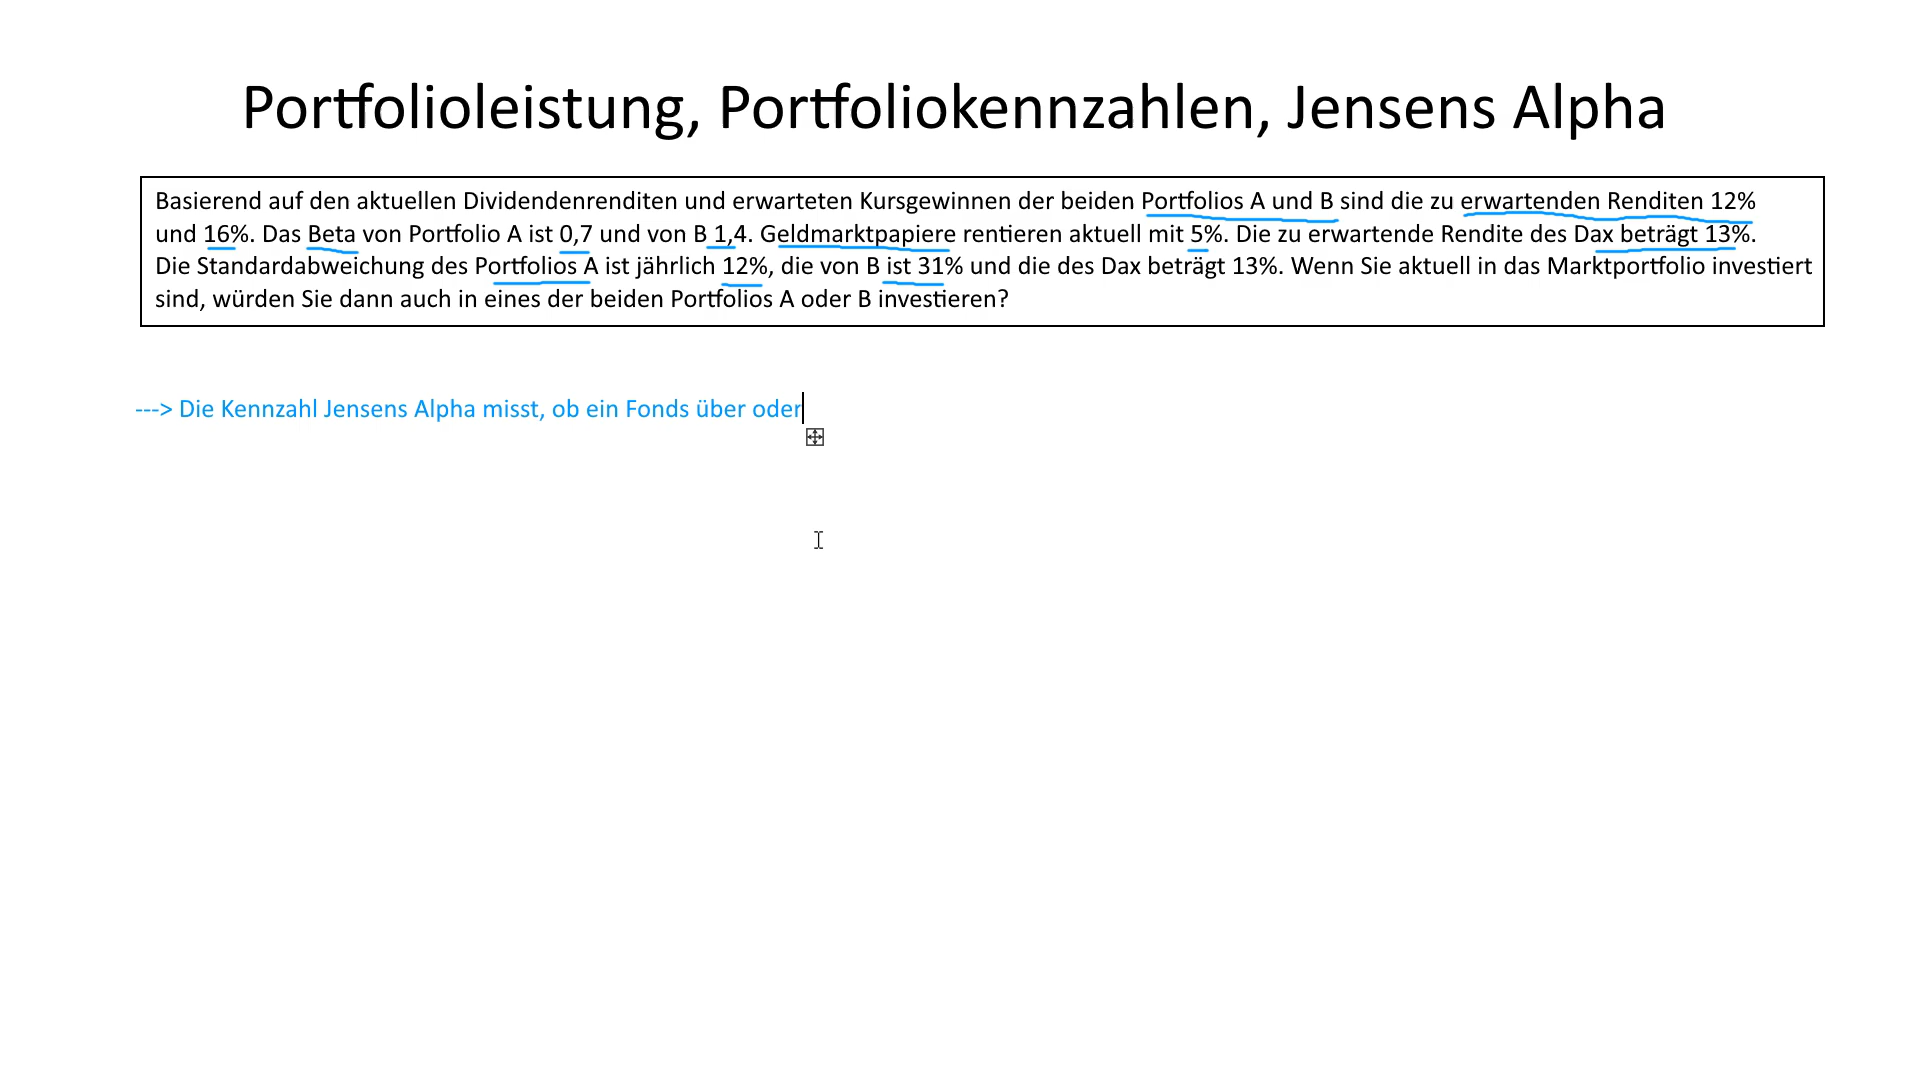 Portfolioleistung, Portfoliokennzahlen, Jensens Alpha
Basierend auf den aktuellen Dividendenrenditen und erwarteten Kursgewinnen der beiden Portfolios A und B sind die zu erwartenden Renditen 12%
und 16%. Das Beta von Portfolio A ist 0,7 und von B 1,4. Geldmarktpapiere rentieren aktuell mit 5%. Die zu erwartende Rendite des Dax beträgt 13%.
Die Standardabweichung des Portfolios A ist jährlich 12%, die von B ist 31% und die des Dax beträgt 13%. Wenn Sie aktuell in das Marktportfolio investiert
sind, würden Sie dann auch in eines der beiden Portfolios A oder B investieren?
---> Die Kennzahl Jensens Alpha misst, ob ein Fonds über oder